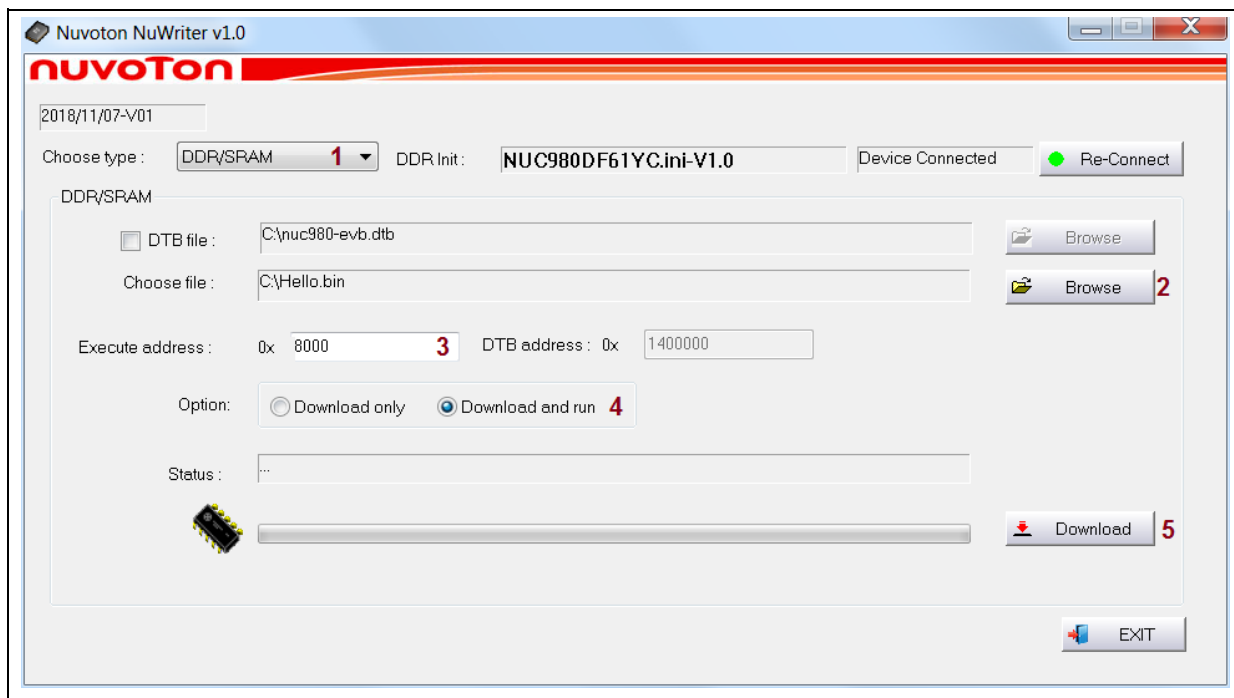 Nuvoton NuWriter v1.0
nuvoTon
2018/11/07-V01
Choose type : DDR/SRAM 1 DDR Init : NUC980DF61YC.ini-V1.0 Device Connected Re-Connect
DDR/SRAM
DTB file : C:\nuc980-evb.dtb Browse
Choose file : C:\Hello.bin Browse 2
Execute address : 0x 8000 3 DTB address : 0x 1400000
Option: Download only Download and run 4
Status : ...
Download 5
EXIT